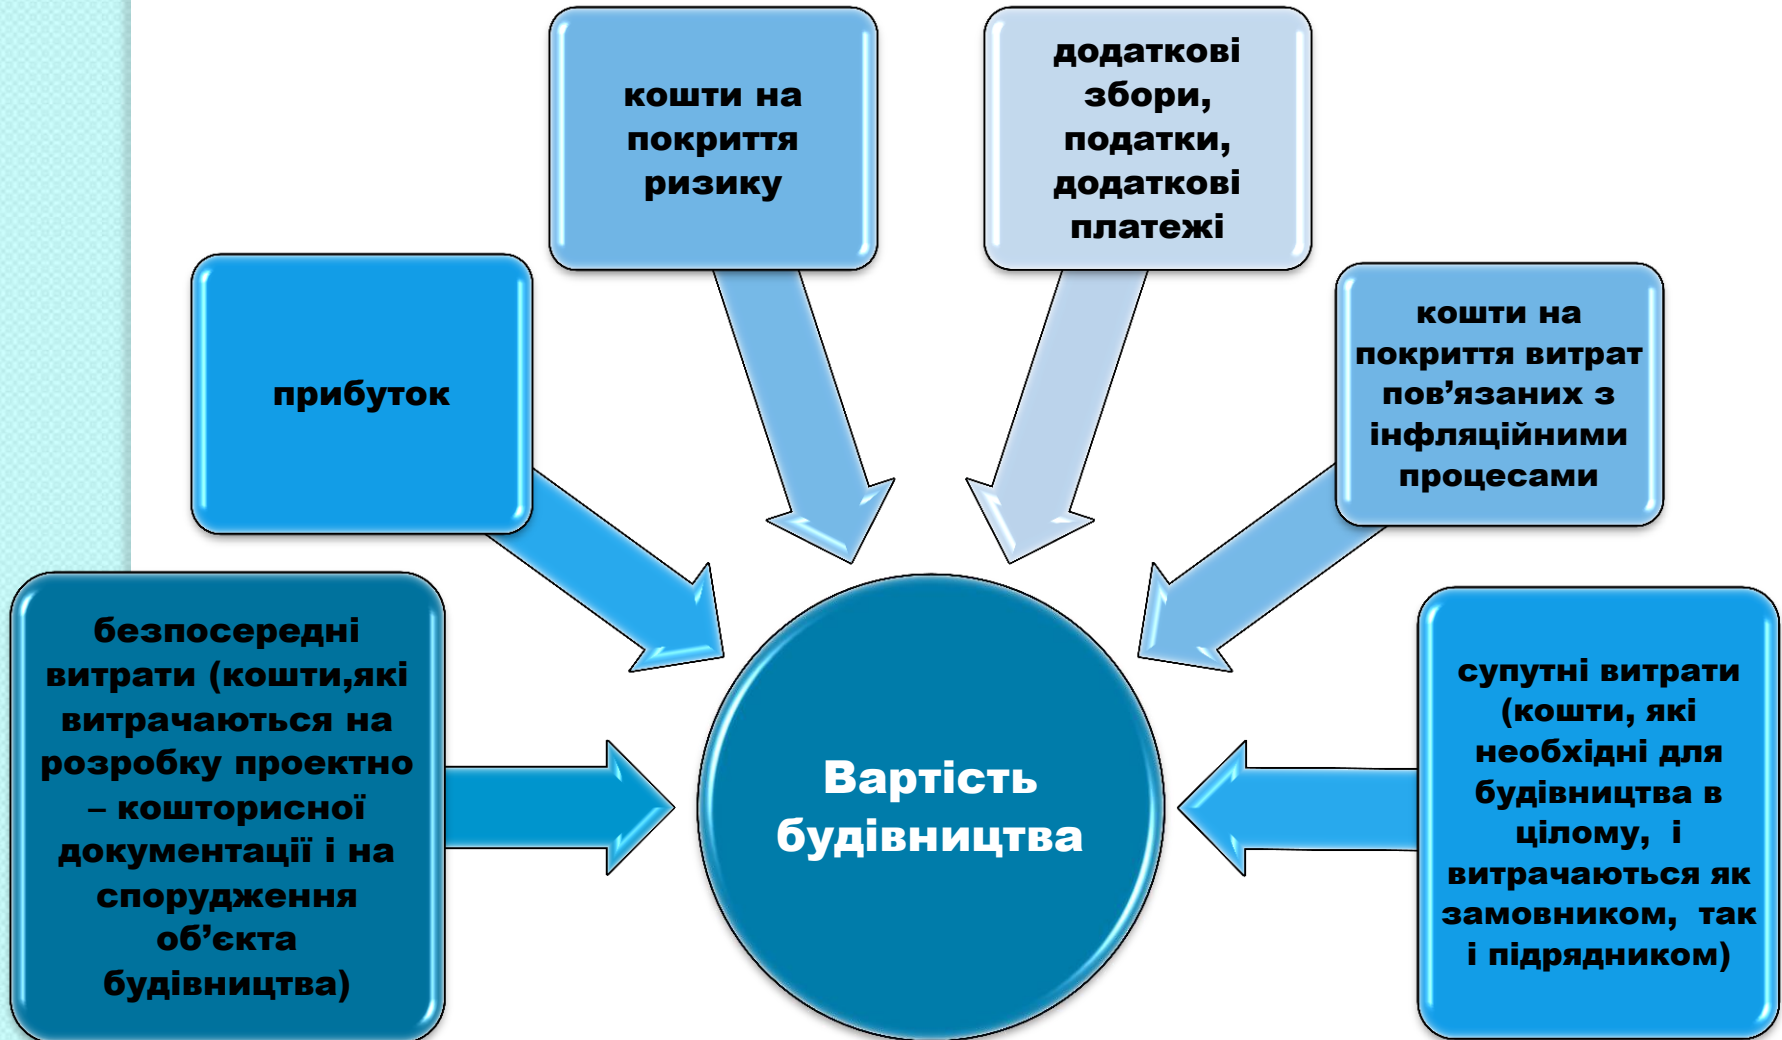 кошти на
покриття
ризику
додаткові
збори,
податки,
додаткові
платежі
прибуток
кошти на
покриття витрат
пов’язаних з
інфляційними
процесами
безпосередні
витрати (кошти,які
витрачаються на
розробку проектно
– кошторисної
документації і на
спорудження
об’єкта
будівництва)
Вартість
будівництва
супутні витрати
(кошти, які
необхідні для
будівництва в
цілому, і
витрачаються як
замовником, так
і підрядником)